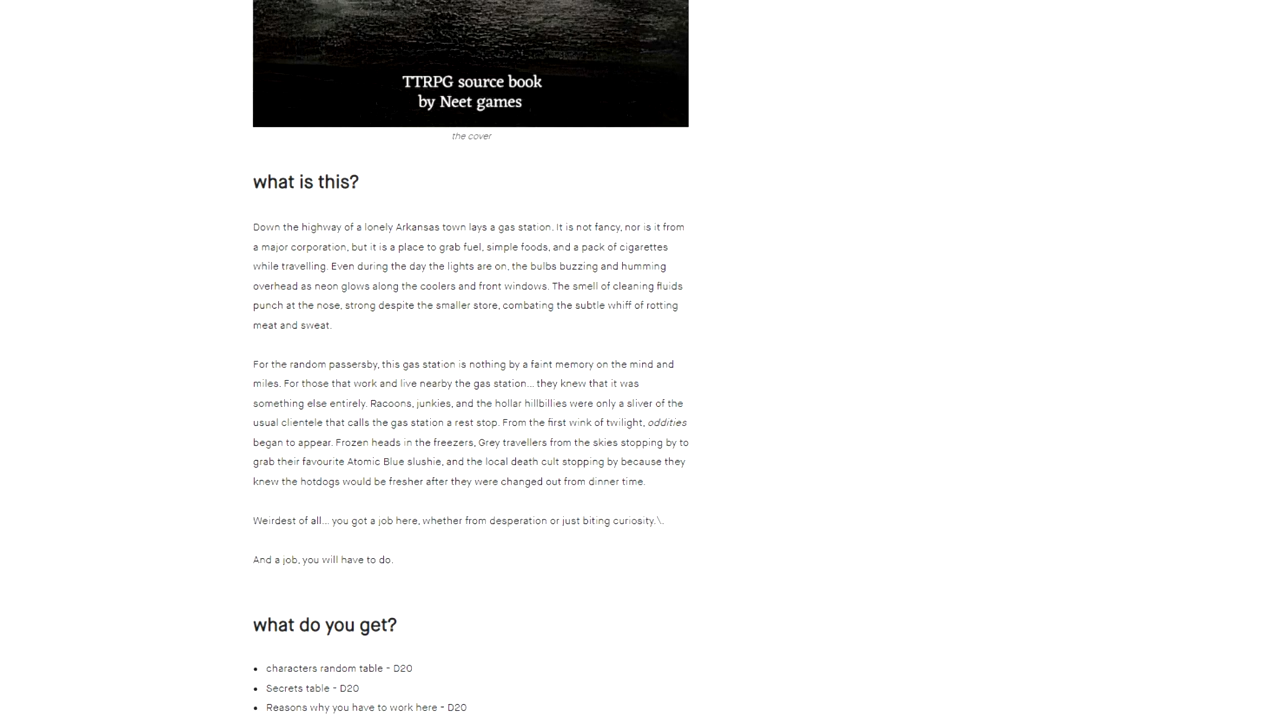 TTRPG source book
by Neet games
the cover
what is this?
Down the highway of a lonely Arkansas town lays a gas station. It is not fancy, nor is it from
a major corporation, but it is a place to grab fuel, simple foods, and a pack of cigarettes
while travelling. Even during the day the lights are on, the bulbs buzzing and humming
overhead as neon glows along the coolers and front windows. The smell of cleaning fluids
punch at the nose, strong despite the smaller store, combating the subtle whiff of rotting
meat and sweat.
For the random passersby, this gas station is nothing by a faint memory on the mind and
miles. For those that work and live nearby the gas station... they knew that it was
something else entirely. Racoons, junkies, and the hollar hillbillies were only a sliver of the
usual clientele that calls the gas station a rest stop. From the first wink of twilight, oddities
began to appear. Frozen heads in the freezers, Grey travellers from the skies stopping by to
grab their favourite Atomic Blue slushie, and the local death cult stopping by because they
knew the hotdogs would be fresher after they were changed out from dinner time.
Weirdest of all... you got a job here, whether from desperation or just biting curiosity.\.
And a job, you will have to do.
what do you get?
• characters random table - D20
• Secrets table - D20
• Reasons why you have to work here - D20